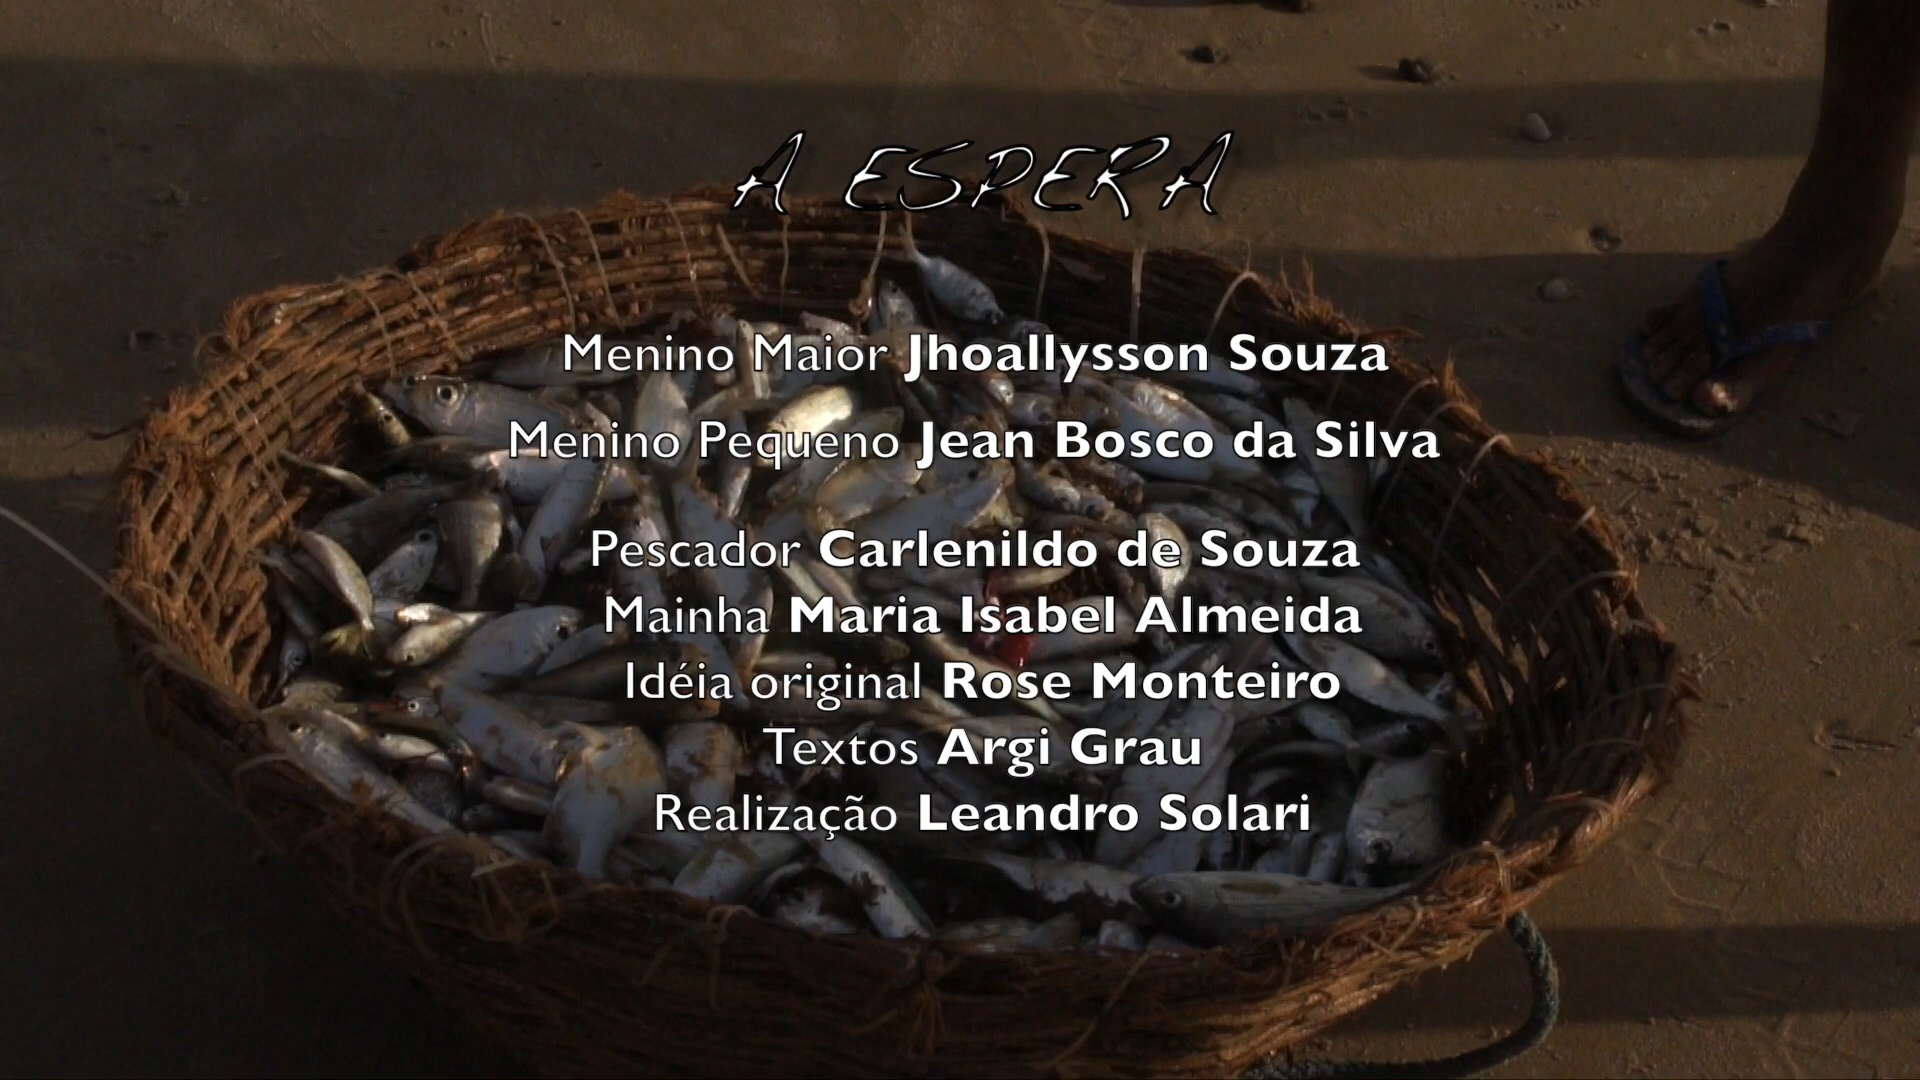 A ESPERA
Menino Maior Jhoallysson Souza
Menino Pequeno Jean Bosco da Silva
Pescador Carlenildo de Souza
Mainha Maria Isabel Almeida
Idéia original Rose Monteiro
Textos Argi Grau
Realização Leandro Solari